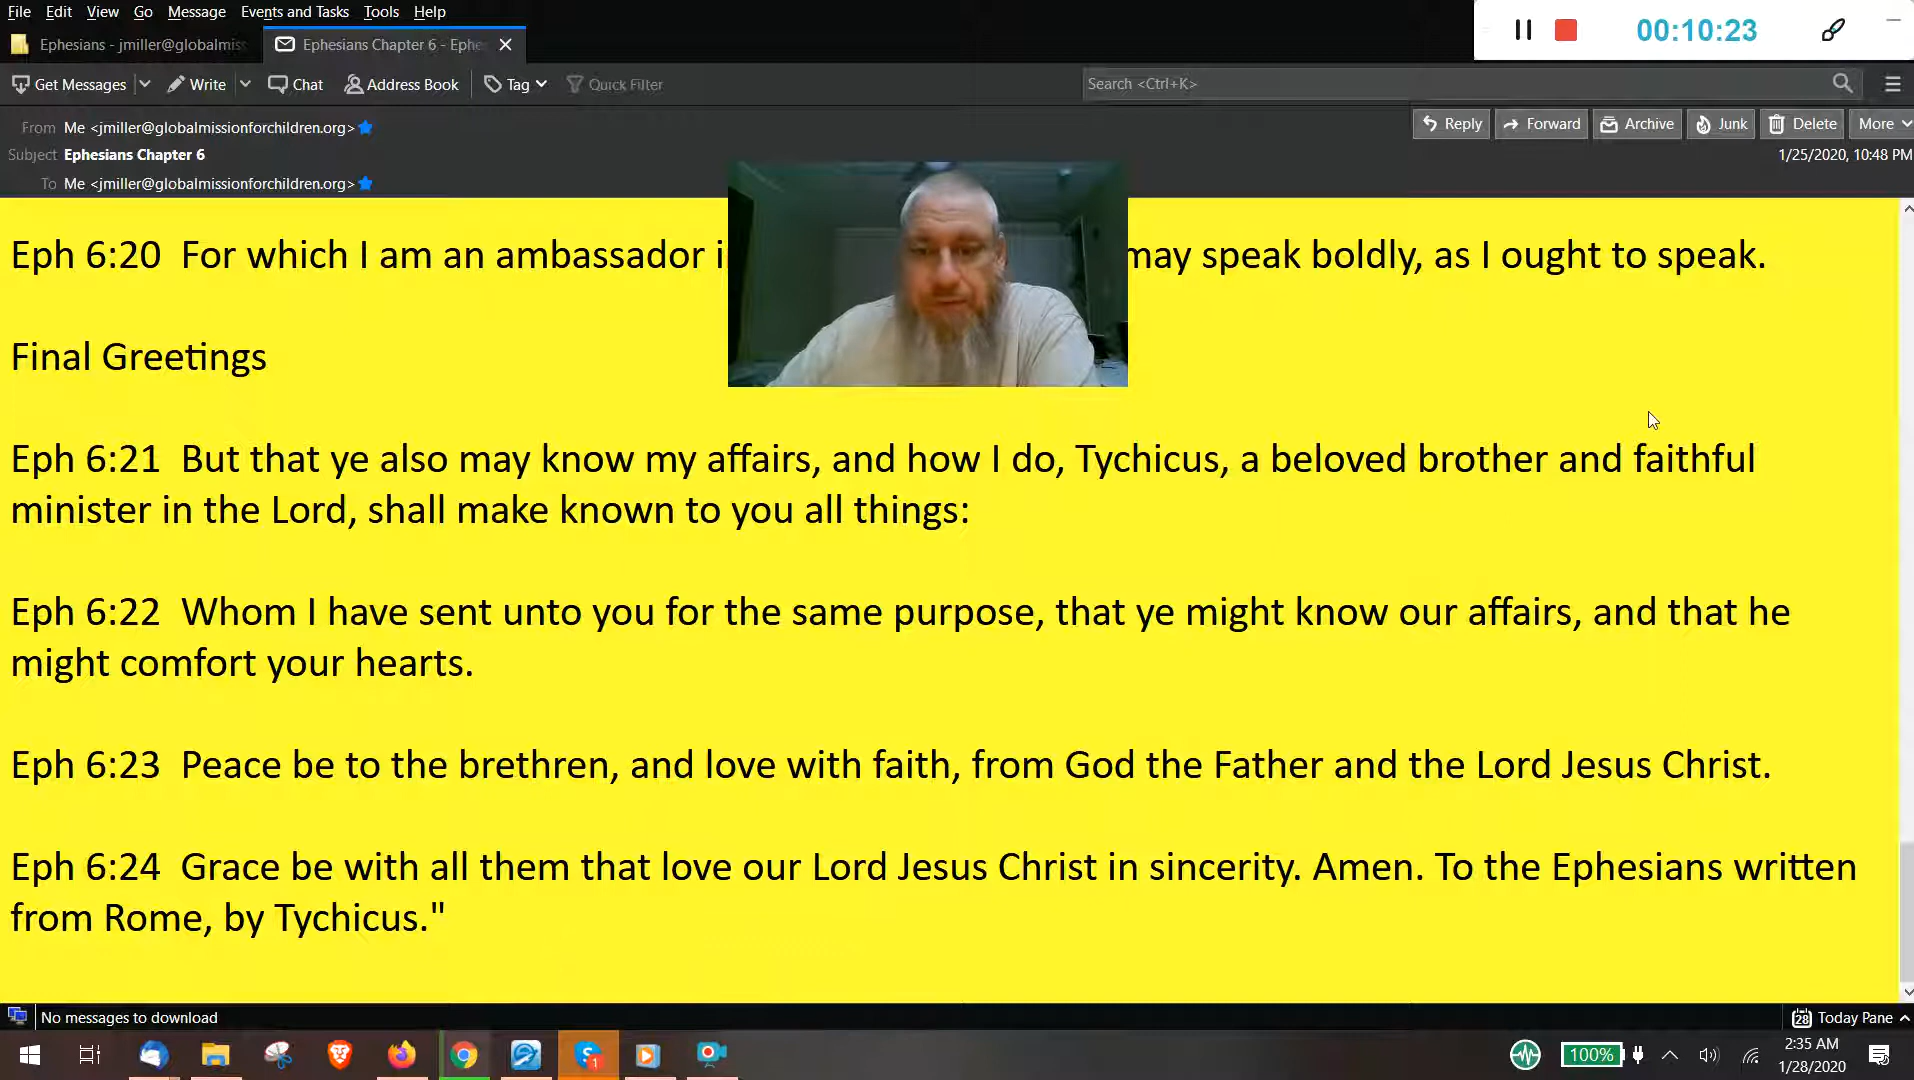 File Edit View Go Message Events and Tasks Tools Help
Ephesians - jmiller@globalmis
Ephesians Chapter 6 - Ephe
00:10:23
Get Messages Write Chat Address Book Tag Quick Filter
Search <Ctrl+K>
From Me <jmiller@globalmissionforchildren.org>
Reply Forward Archive Junk Delete More
Subject Ephesians Chapter 6
1/25/2020, 10:48 PM
To Me <jmiller@globalmissionforchildren.org>
Eph 6:20 For which I am an ambassador i may speak boldly, as I ought to speak.
Final Greetings
Eph 6:21 But that ye also may know my affairs, and how I do, Tychicus, a beloved brother and faithful
minister in the Lord, shall make known to you all things:
Eph 6:22 Whom I have sent unto you for the same purpose, that ye might know our affairs, and that he
might comfort your hearts.
Eph 6:23 Peace be to the brethren, and love with faith, from God the Father and the Lord Jesus Christ.
Eph 6:24 Grace be with all them that love our Lord Jesus Christ in sincerity. Amen. To the Ephesians written
from Rome, by Tychicus."
No messages to download
28 Today Pane
S 1
100%
2:35 AM
1/28/2020